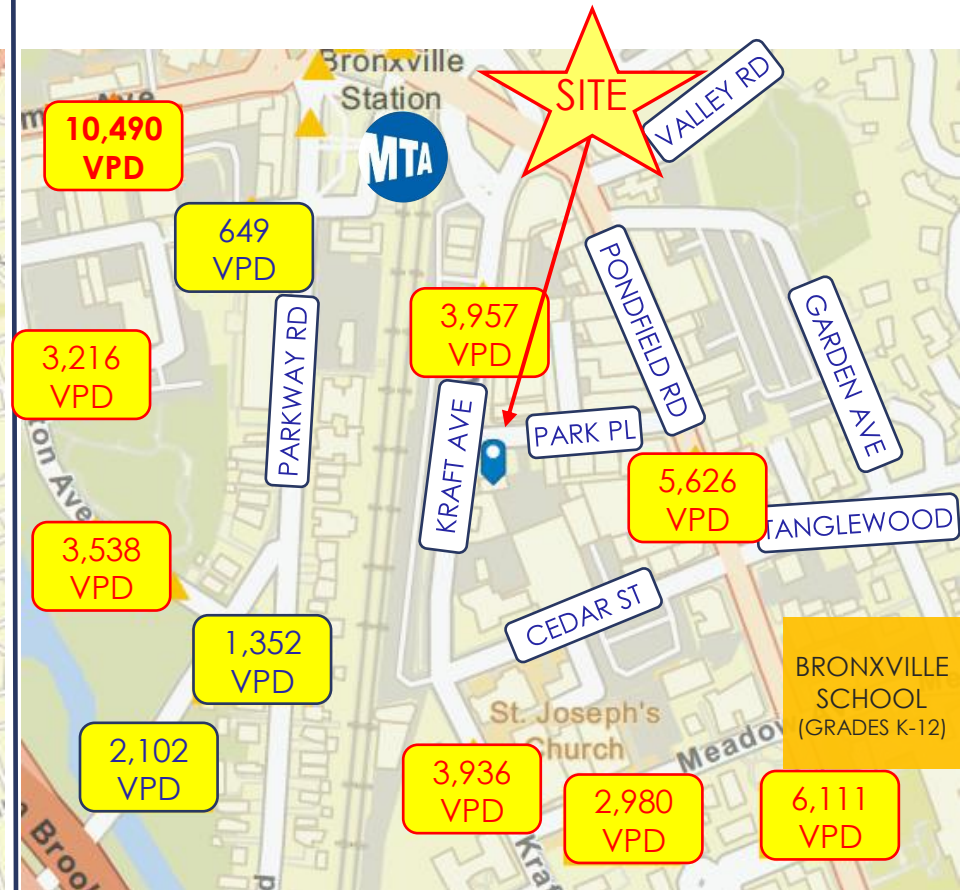 Bronxville
Station
SITE
VALLEY RD
10,490
VPD
MTA
649
VPD
PONDFIELD RD
GARDEN AVE
3,957
VPD
3,216
VPD
PARKWAY RD
KRAFT AVE
PARK PL
5,626
VPD
TANGLEWOOD
3,538
VPD
CEDAR ST
1,352
VPD
BRONXVILLE
SCHOOL
(GRADES K-12)
St. Joseph's
Church
Meadow
2,102
VPD
3,936
VPD
2,980
VPD
6,111
VPD